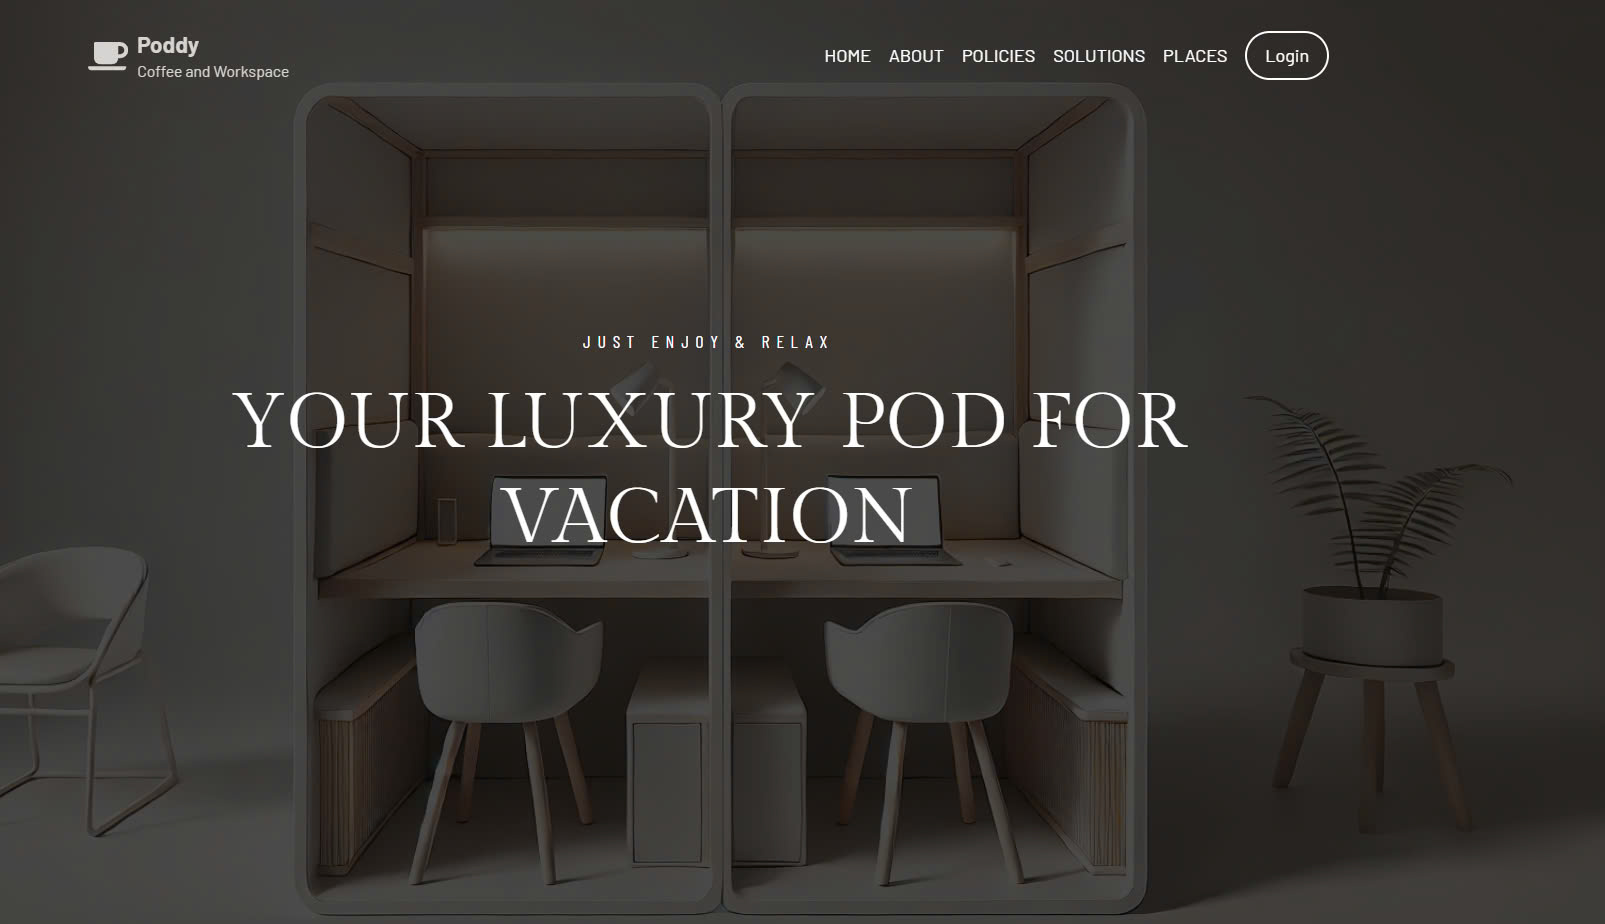 Poddy
Coffee and Workspace
HOME ABOUT POLICIES SOLUTIONS PLACES Login
JUST ENJOY & RELAX
YOUR LUXURY POD FOR
VACATION